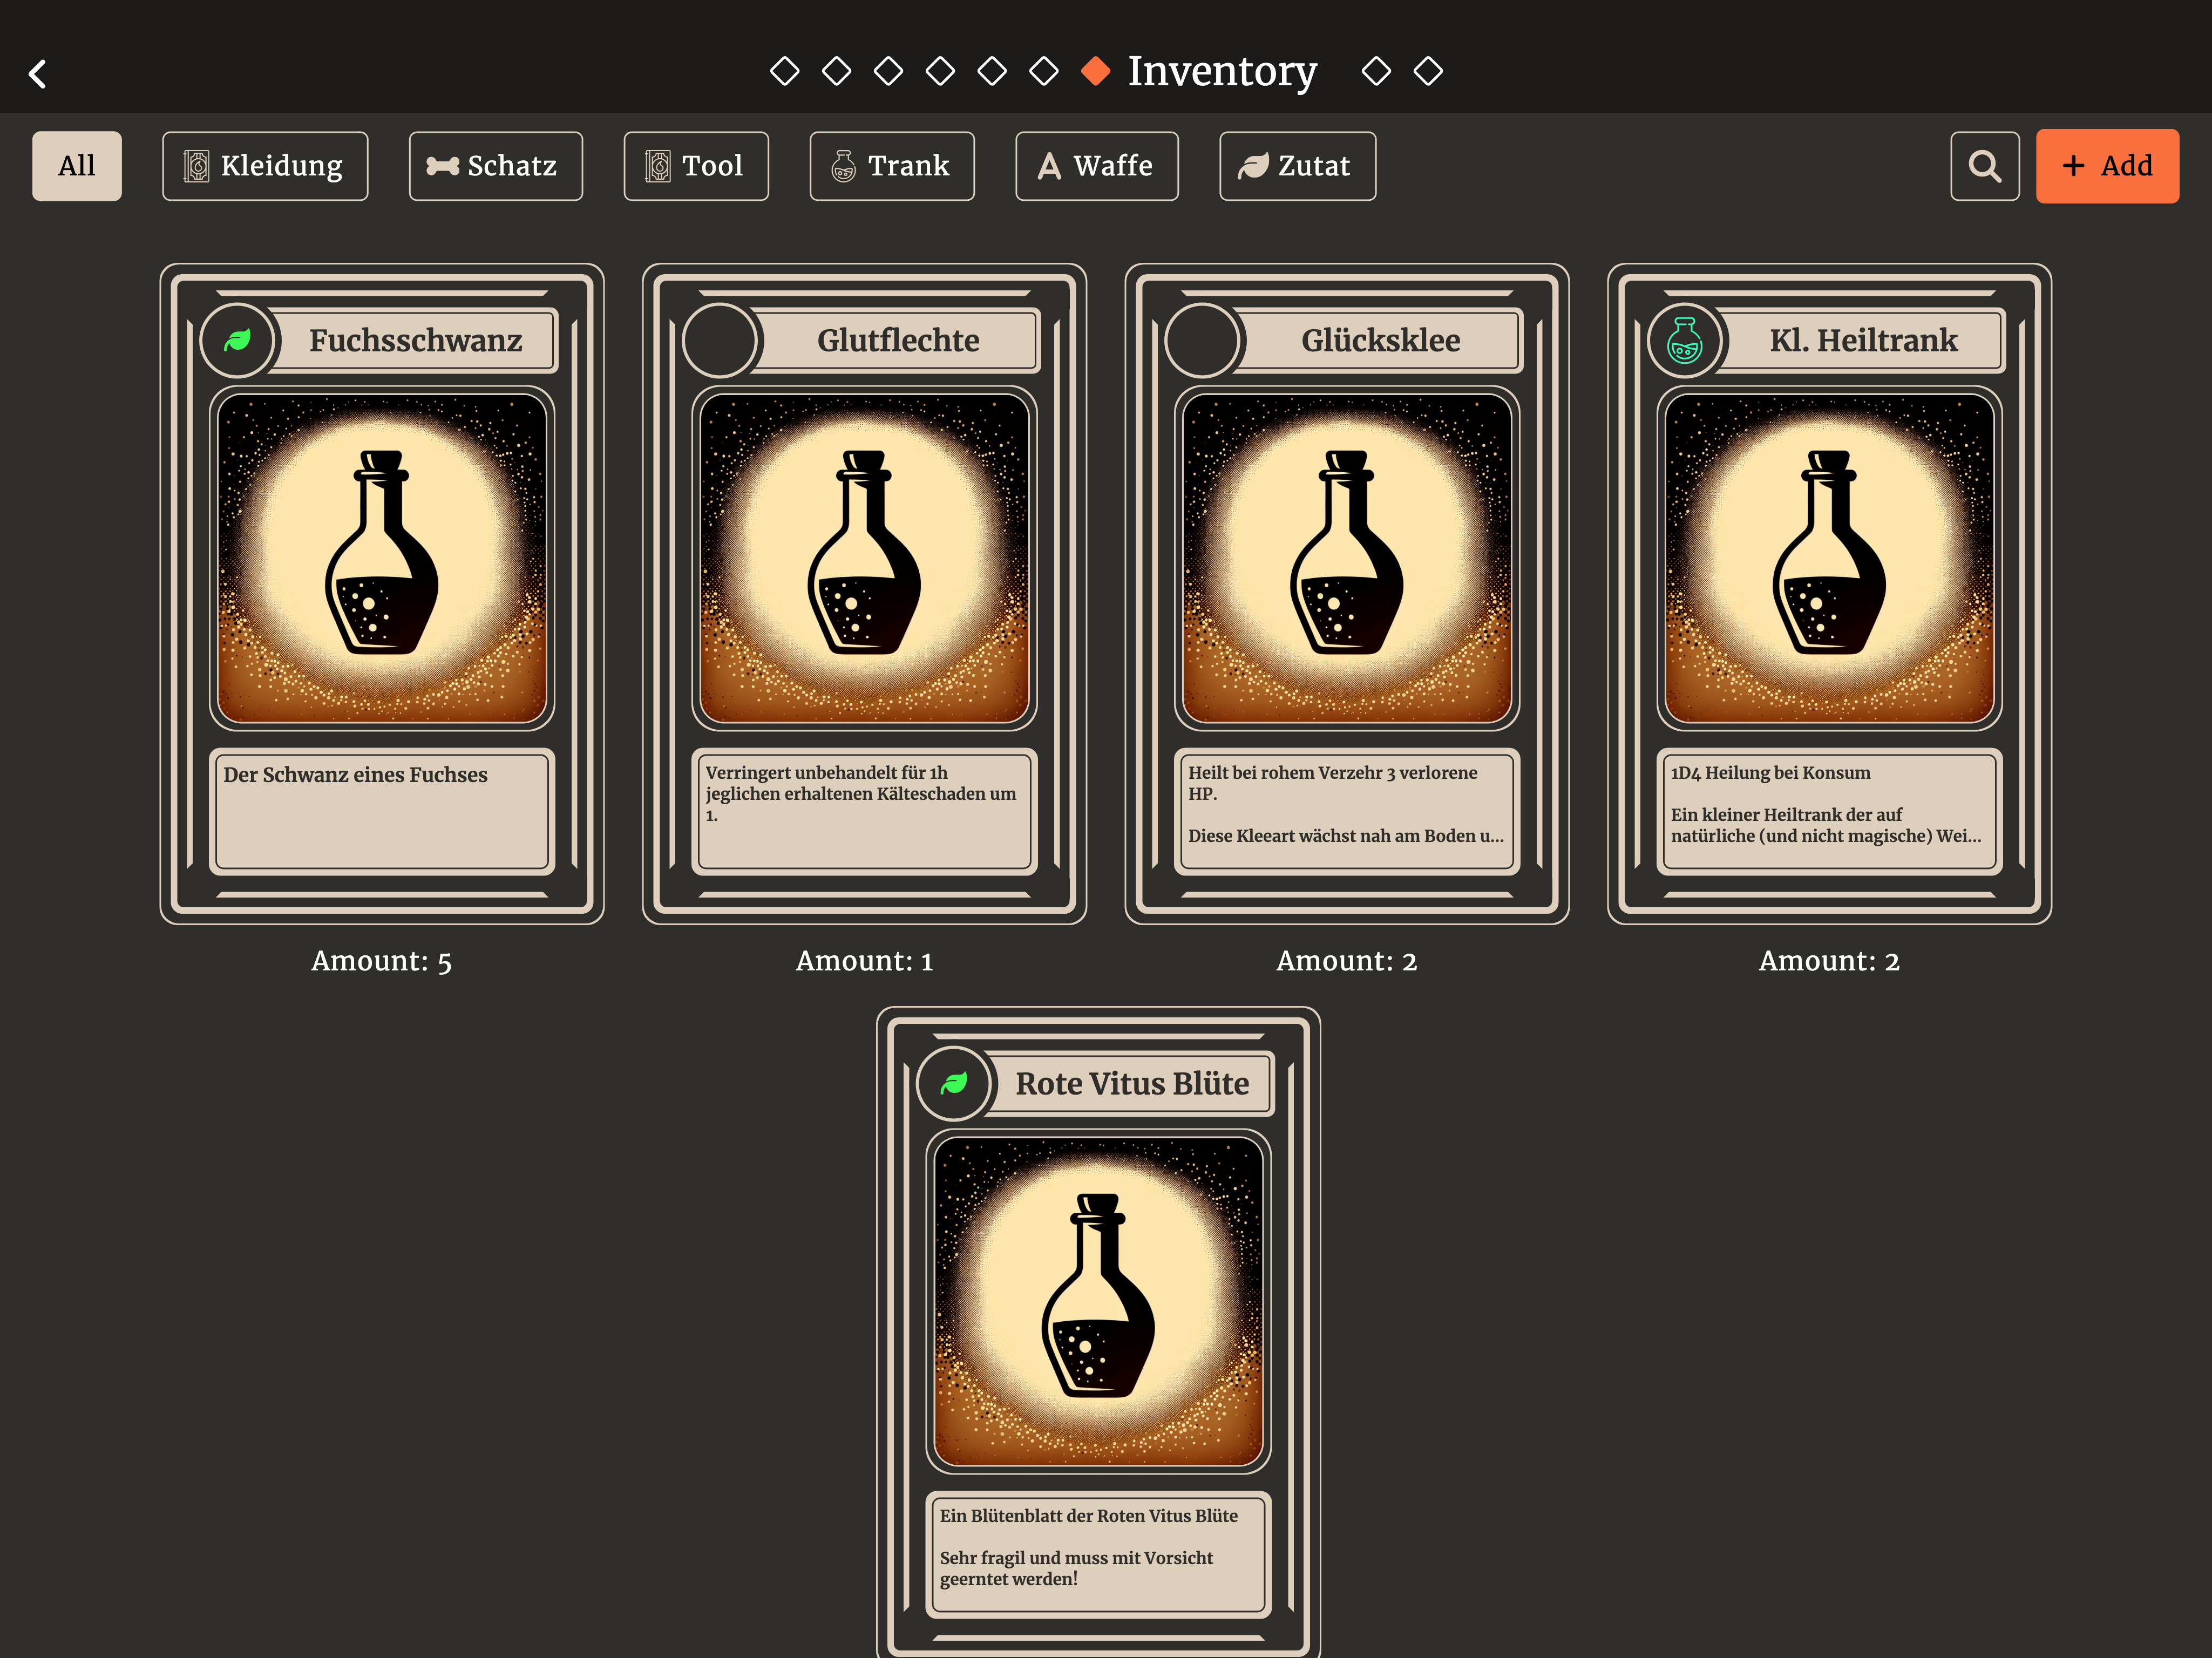 Inventory
All
Kleidung
Schatz
Tool
Trank
Waffe
Zutat
+ Add
Fuchsschwanz
Der Schwanz eines Fuchses
Amount: 5
Glutflechte
Verringert unbehandelt für 1h
jeglichen erhaltenen Kälteschaden um
1.
Amount: 1
Glücksklee
Heilt bei rohem Verzehr 3 verlorene
HP.
Diese Kleeart wächst nah am Boden u...
Amount: 2
Kl. Heiltrank
1D4 Heilung bei Konsum
Ein kleiner Heiltrank der auf
natürliche (und nicht magische) Wei...
Amount: 2
Rote Vitus Blüte
Ein Blütenblatt der Roten Vitus Blüte
Sehr fragil und muss mit Vorsicht
geerntet werden!